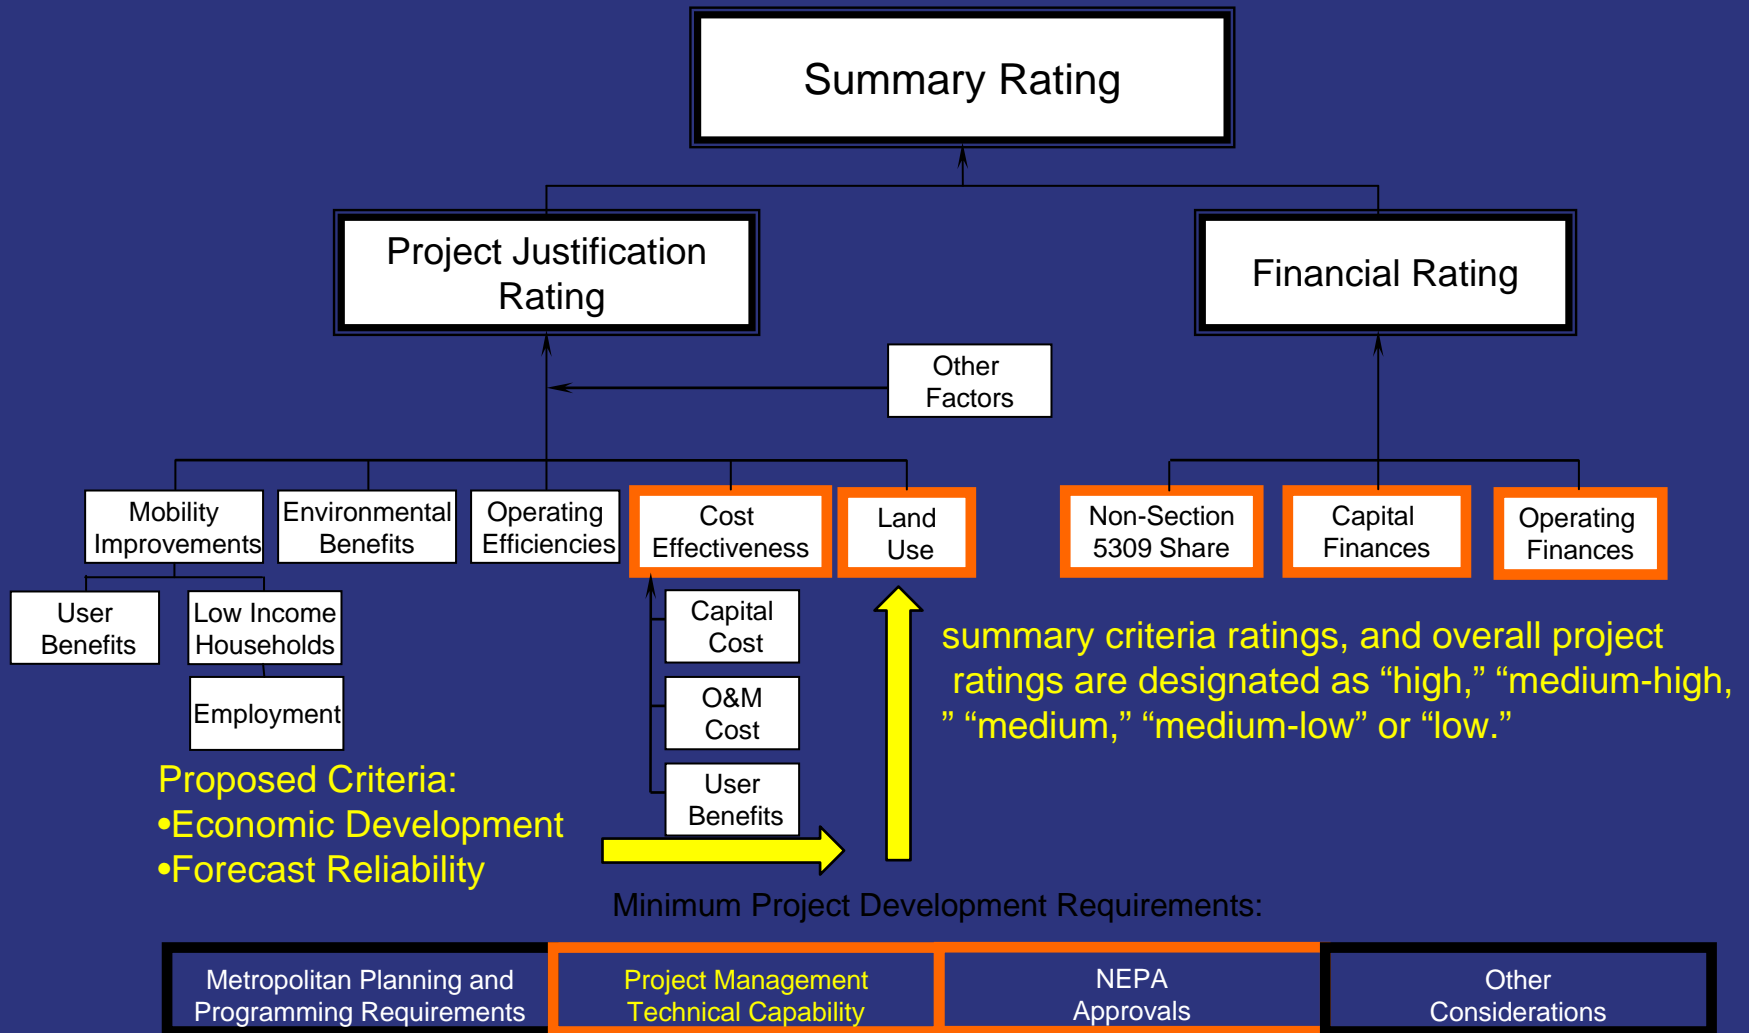 Summary Rating
Project Justification
Rating
Financial Rating
Other
Factors
Mobility
Improvements
Environmental
Benefits
Operating
Efficiencies
Cost
Effectiveness
Land
Use
Non-Section
5309 Share
Capital
Finances
Operating
Finances
User
Benefits
Low Income
Households
Employment
Capital
Cost
O&M
Cost
User
Benefits
summary criteria ratings, and overall project
ratings are designated as “high,” “medium-high,
” “medium,” “medium-low” or “low.”
Proposed Criteria:
•Economic Development
•Forecast Reliability
Minimum Project Development Requirements:
Metropolitan Planning and
Programming Requirements
Project Management
Technical Capability
NEPA
Approvals
Other
Considerations